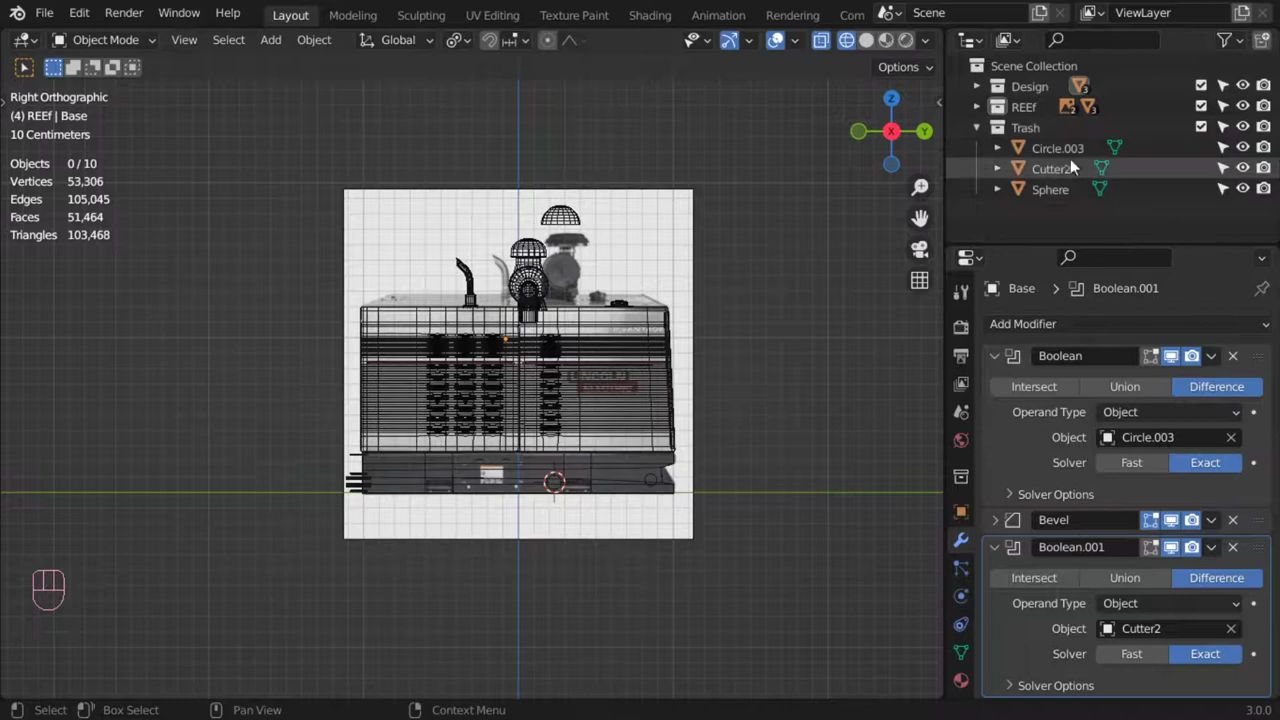 File Edit Render Window Help Layout Modeling Sculpting UV Editing Texture Paint Shading Animation Rendering Com Scene ViewLayer
Object Mode View Select Add Object Global
Options
Right Orthographic
(4) REEf | Base
10 Centimeters
Objects 0 / 10
Vertices 53,306
Edges 105,045
Faces 51,464
Triangles 103,468
Z
Y
X
Scene Collection
Design 3
REEf 2 3
Trash
Circle.003
Cutter2
Sphere
Base Boolean.001
Add Modifier
Boolean
Intersect Union Difference
Operand Type Object
Object Circle.003
Solver Fast Exact
Solver Options
Bevel
Boolean.001
Intersect Union Difference
Operand Type Object
Object Cutter2
Solver Fast Exact
Solver Options
Select Box Select Pan View Context Menu 3.0.0